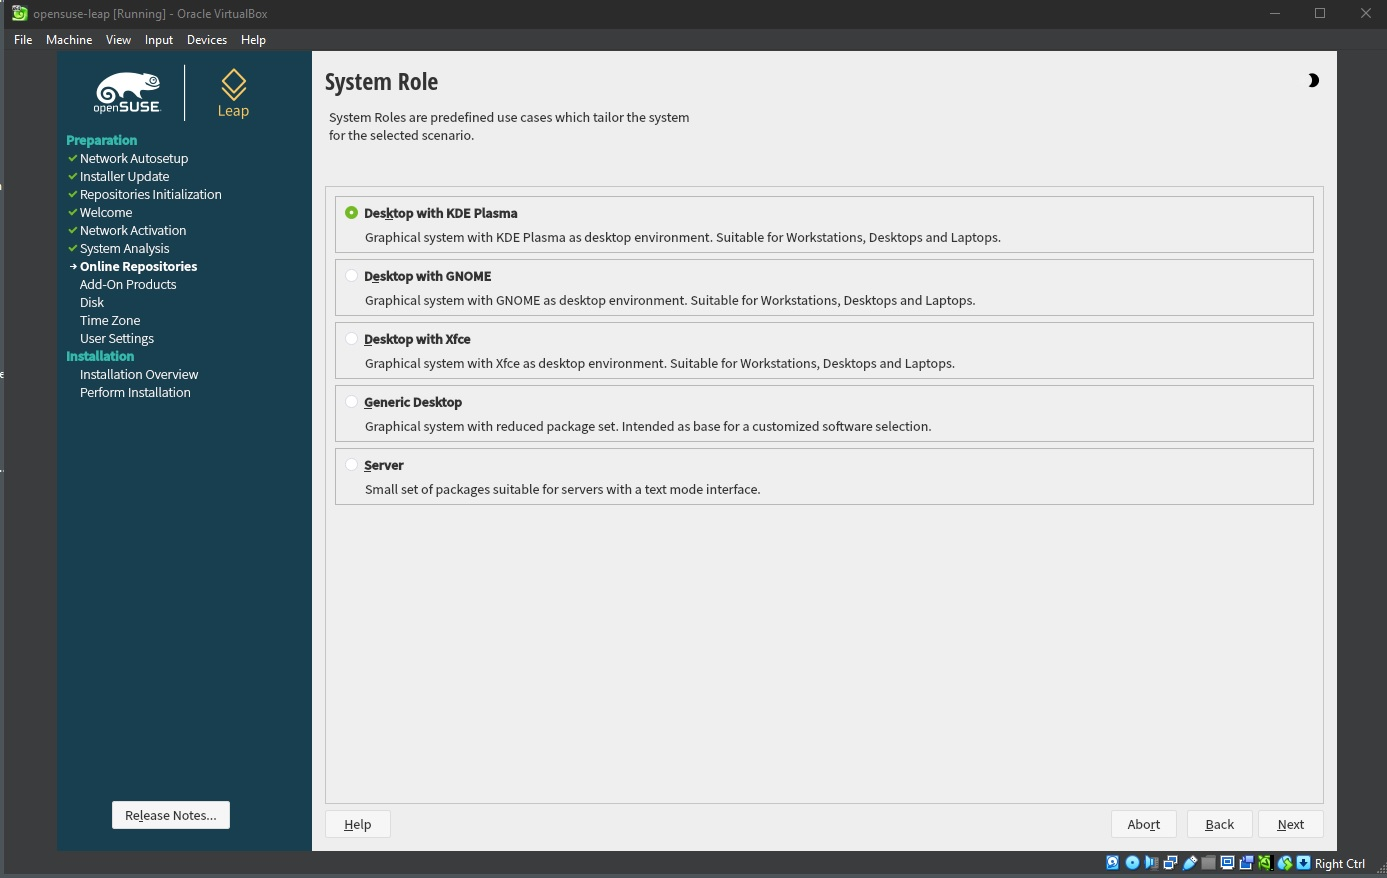 opensuse-leap [Running] - Oracle VirtualBox
File Machine View Input Devices Help
openSUSE
Leap
Preparation
Network Autosetup
Installer Update
Repositories Initialization
Welcome
Network Activation
System Analysis
Online Repositories
Add-On Products
Disk
Time Zone
User Settings
Installation
Installation Overview
Perform Installation
Release Notes...
System Role
System Roles are predefined use cases which tailor the system
for the selected scenario.
Desktop with KDE Plasma
Graphical system with KDE Plasma as desktop environment. Suitable for Workstations, Desktops and Laptops.
Desktop with GNOME
Graphical system with GNOME as desktop environment. Suitable for Workstations, Desktops and Laptops.
Desktop with Xfce
Graphical system with Xfce as desktop environment. Suitable for Workstations, Desktops and Laptops.
Generic Desktop
Graphical system with reduced package set. Intended as base for a customized software selection.
Server
Small set of packages suitable for servers with a text mode interface.
Help Abort Back Next
Right Ctrl